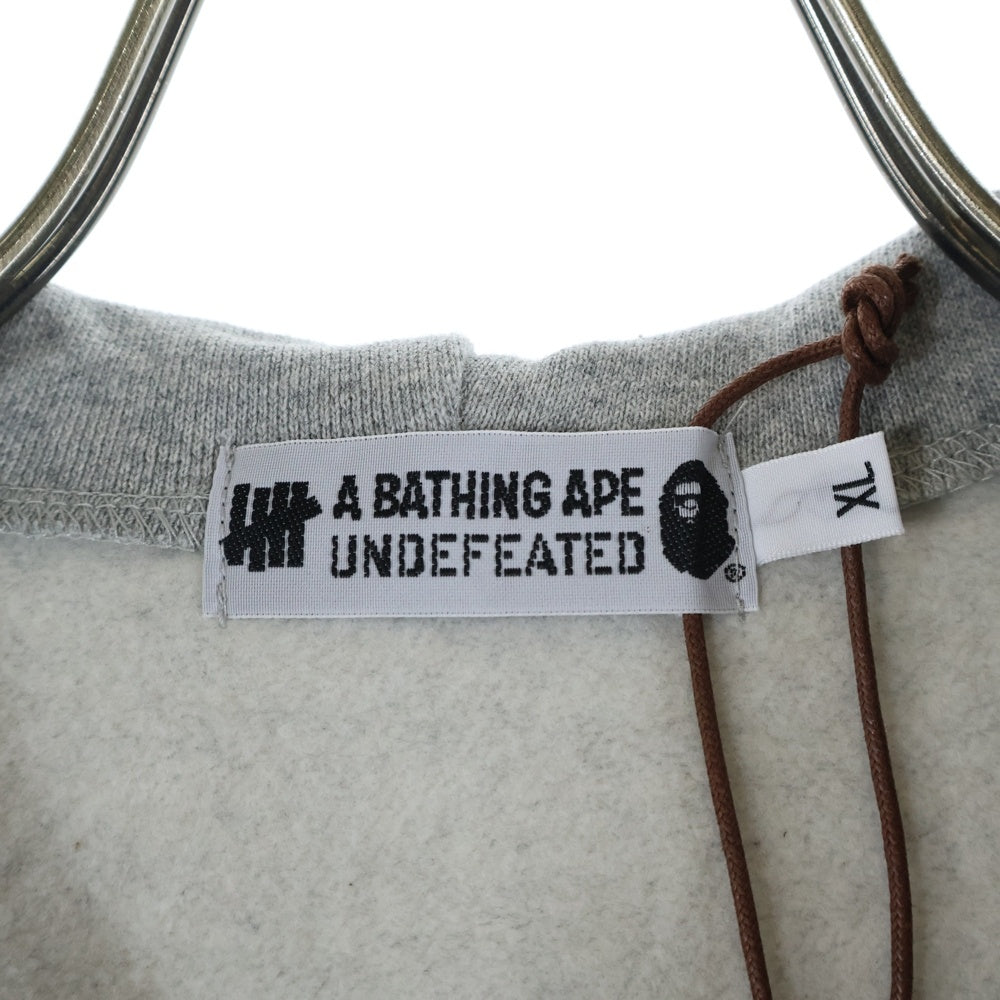 A BATHING APE
UNDEFEATED
®
XL